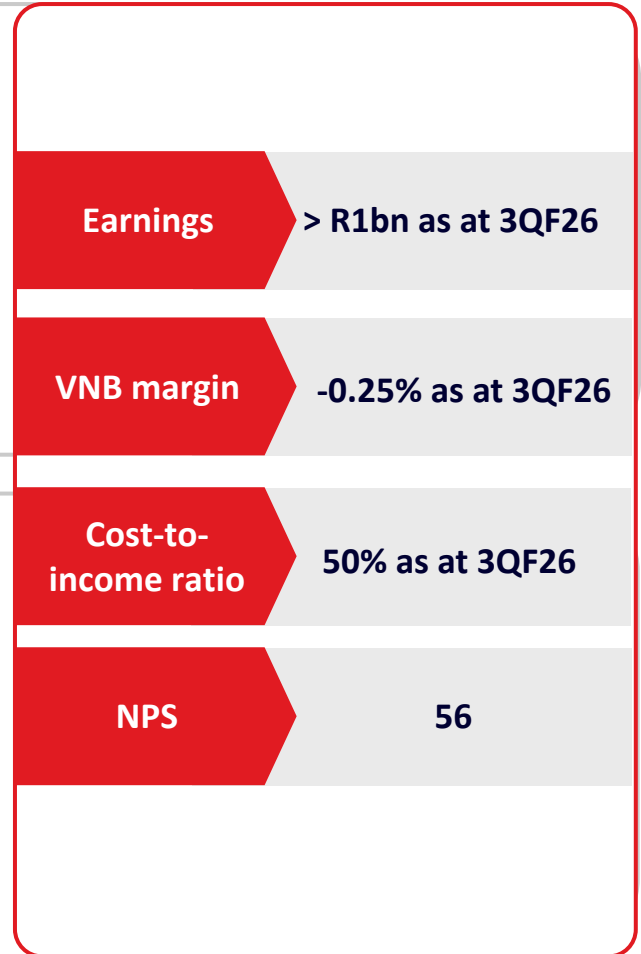 Earnings
> R1bn as at 3QF26
VNB margin
-0.25% as at 3QF26
Cost-to-
income ratio
50% as at 3QF26
NPS
56